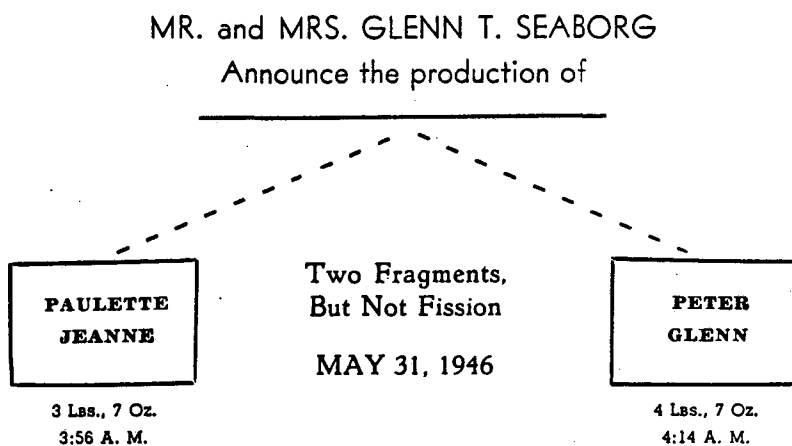 MR. and MRS. GLENN T. SEABORG
Announce the production of
PAULETTE
JEANNE
3 Lbs., 7 Oz.
3:56 A. M.
Two Fragments,
But Not Fission
MAY 31, 1946
PETER
GLENN
4 Lbs., 7 Oz.
4:14 A. M.